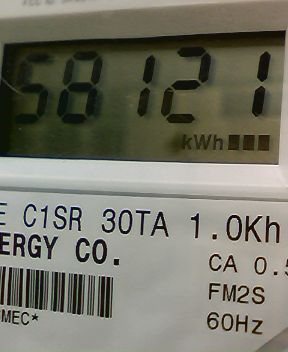 58121
kWh
E C1SR 30TA 1.0Kh
ERGY CO.
CA 0.5
FM2S
MEC*
60Hz